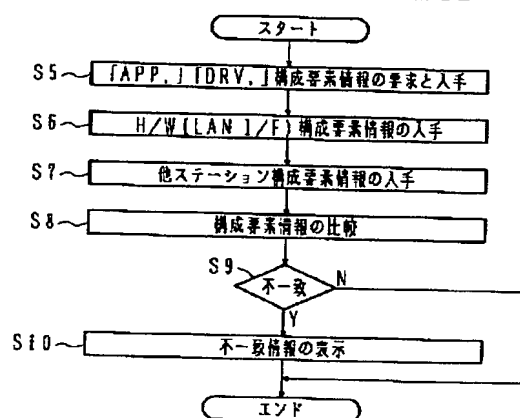 スタート
S5 「APP.」「DRV.」構成要素情報の要求と入手
S6 H/W(LAN I/F)構成要素情報の入手
S7 他ステーション構成要素情報の入手
S8 構成要素情報の比較
S9 不一致 N
Y
S10 不一致情報の表示
エンド